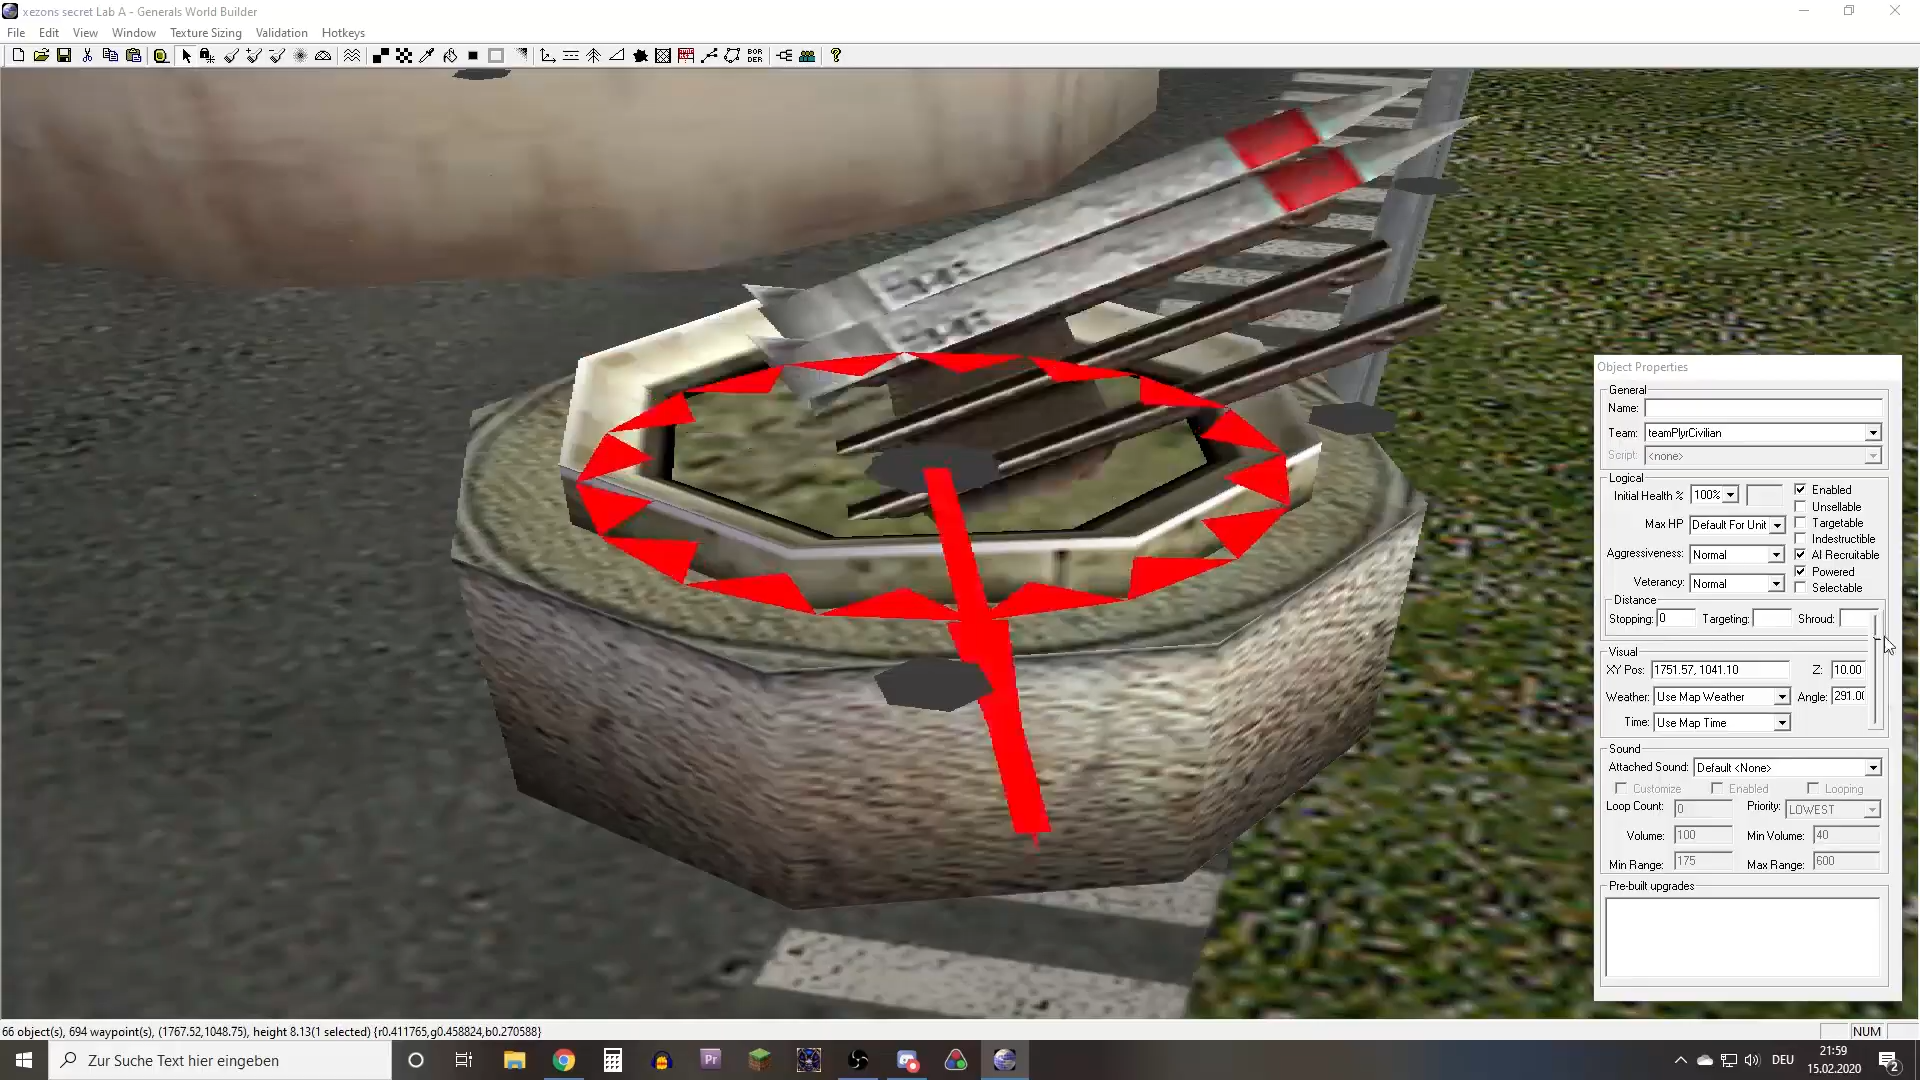 xezons secret Lab A - Generals World Builder
File Edit View Window Texture Sizing Validation Hotkeys
BOR
DER
Object Properties
General
Name:
Team: teamPlyrCivilian
Script: <none>
Logical
Initial Health % 100%
Max HP Default For Unit
Aggressiveness: Normal
Veterancy: Normal
Enabled
Unsellable
Targetable
Indestructible
AI Recruitable
Powered
Selectable
Distance
Stopping: 0 Targeting: Shroud:
Visual
XY Pos: 1751.57, 1041.10 Z: 10.00
Weather: Use Map Weather Angle: 291.00
Time: Use Map Time
Sound
Attached Sound: Default <None>
Customize Enabled Looping
Loop Count: 0 Priority: LOWEST
Volume: 100 Min Volume: 40
Min Range: 175 Max Range: 600
Pre-built upgrades
66 object(s), 694 waypoint(s), (1767.52,1048.75), height 8.13(1 selected) {r0.411765,g0.458824,b0.270588}
NUM
Zur Suche Text hier eingeben
Pr
DEU
21:59
15.02.2020
2